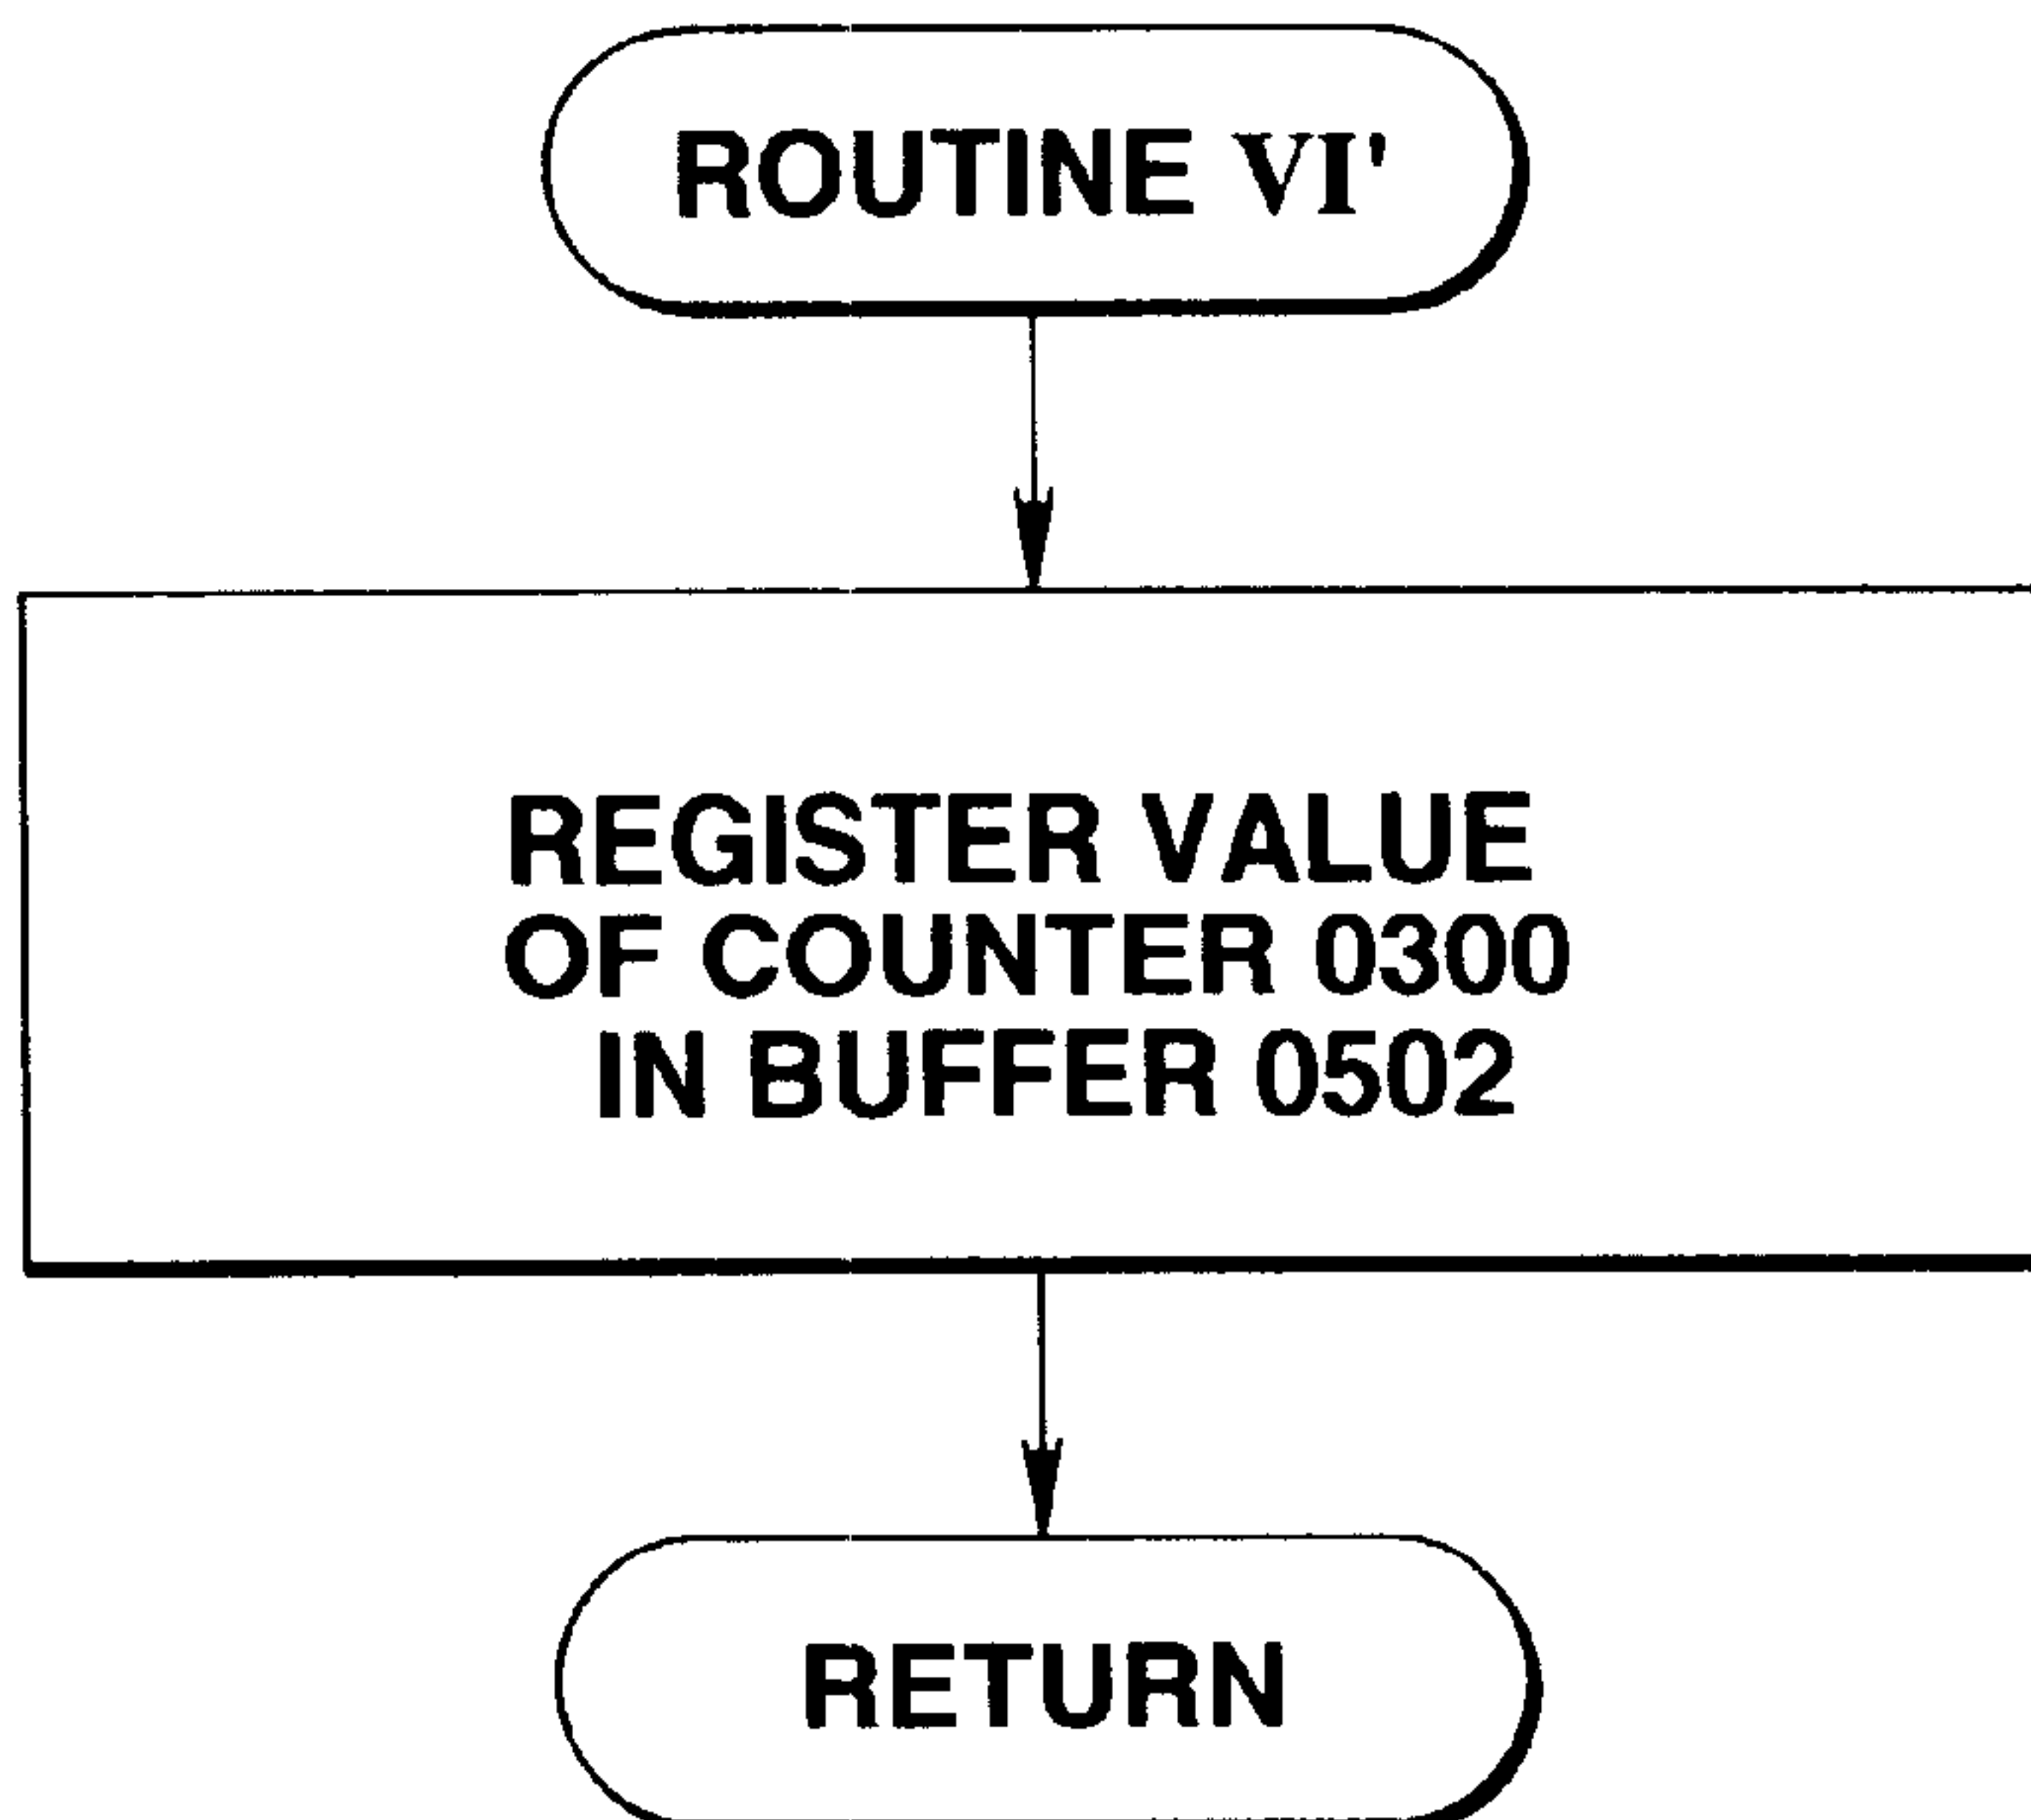 ROUTINE VI'
REGISTER VALUE
OF COUNTER 0300
IN BUFFER 0502
RETURN